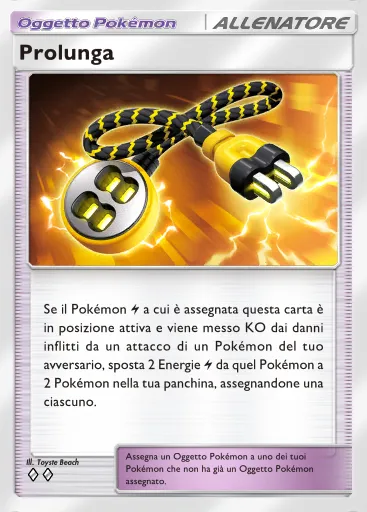 Oggetto Pokémon
ALLENATORE
Prolunga
Se il Pokémon a cui è assegnata questa carta è
in posizione attiva e viene messo KO dai danni
inflitti da un attacco di un Pokémon del tuo
avversario, sposta 2 Energie da quel Pokémon a
2 Pokémon nella tua panchina, assegnandone una
ciascuno.
Ill. Toyste Beach
Assegna un Oggetto Pokémon a uno dei tuoi
Pokémon che non ha già un Oggetto Pokémon
assegnato.